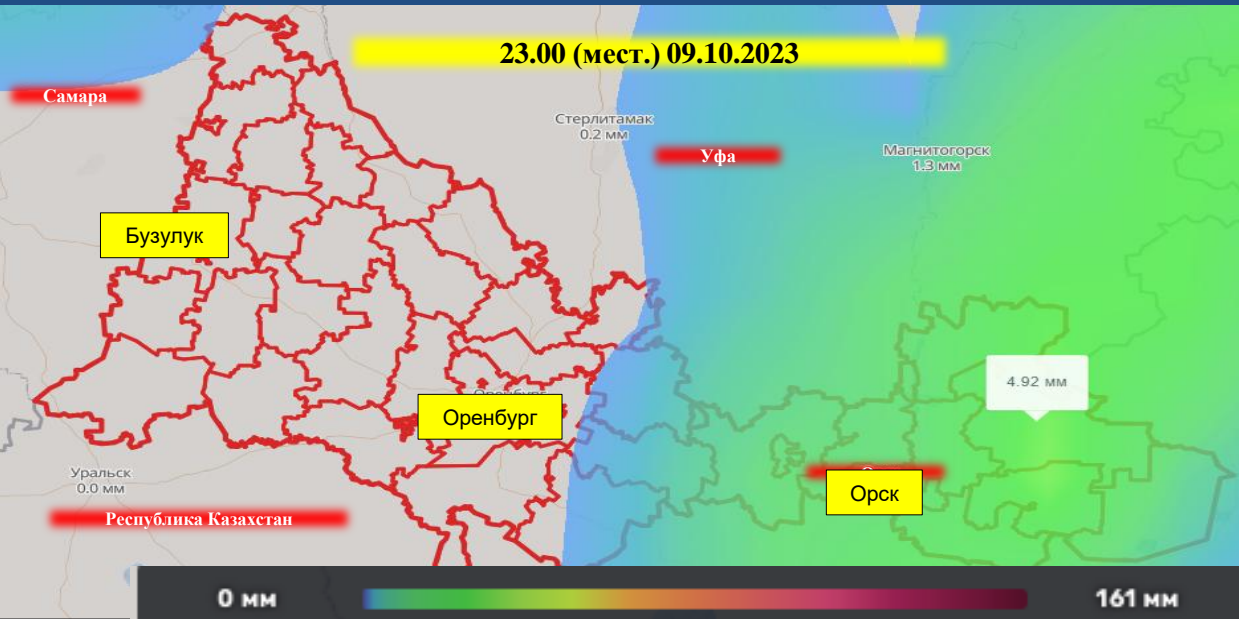 23.00 (мест.) 09.10.2023
Самара
Стерлитамак
0.2 мм
Уфа
Магнитогорск
1.3 мм
Бузулук
4.92 мм
Оренбург
Оренбург
Уральск
0.0 мм
Орск
Республика Казахстан
0 мм
161 мм